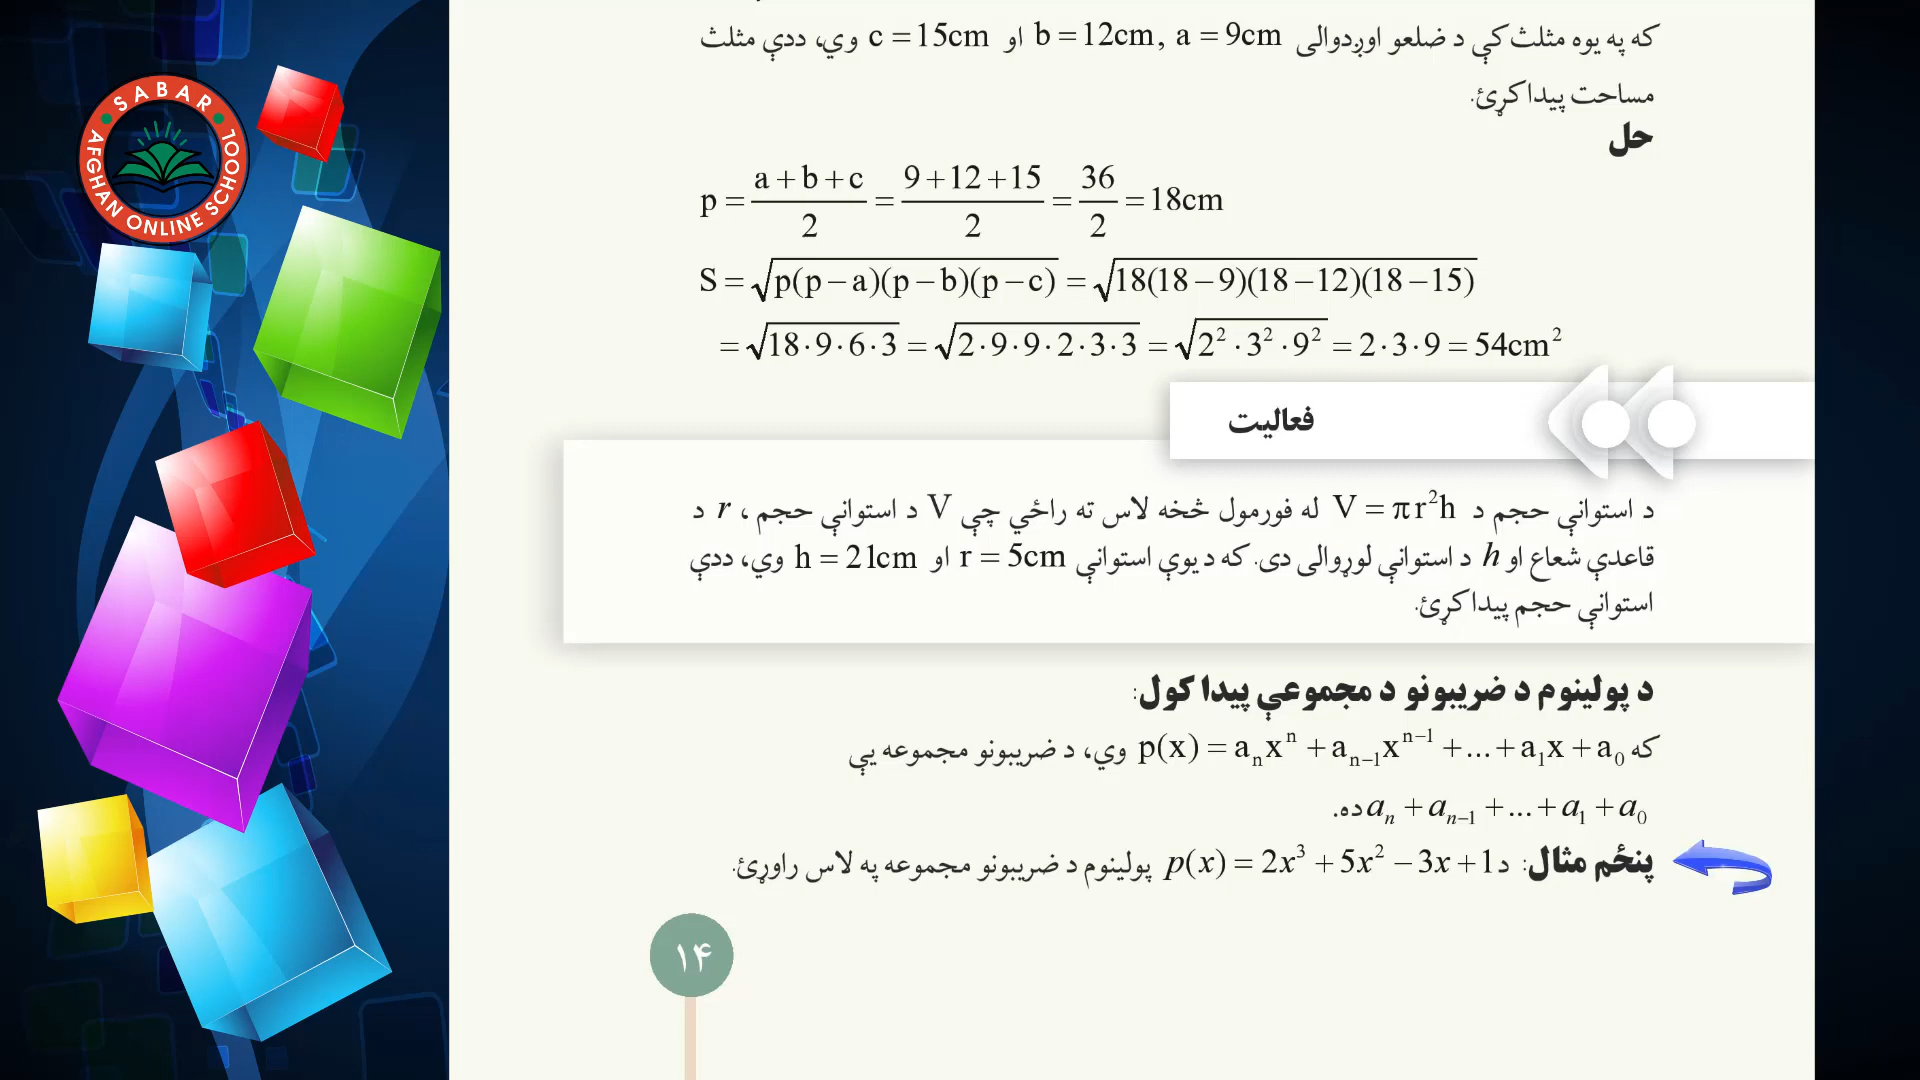 SABAR
AFGHAN ONLINE SCHOOL
که په یوه مثلث کې د ضلعو اوږدوالی b = 12cm, a = 9cm او c = 15cm وي، ددې مثلث
مساحت پیدا کړئ.
حل
p = \frac{a+b+c}{2} = \frac{9+12+15}{2} = \frac{36}{2} = 18cm
S = √(p(p−a)(p−b)(p−c)) = √(18(18−9)(18−12)(18−15))
= √(18·9·6·3) = √(2·9·9·2·3·3) = √(2²·3²·9²) = 2·3·9 = 54cm²
فعالیت
د استوانې حجم د V = πr²h له فورمول څخه لاس ته راځي چې V د استوانې حجم ، r د
قاعدې شعاع او h د استوانې لوړوالی دی. که د یوې استوانې r = 5cm او h = 21cm وي، ددې
استوانې حجم پیدا کړئ.
د پولینوم د ضریبونو د مجموعې پیدا کول:
که p(x) = aₙxⁿ + aₙ₋₁xⁿ⁻¹ + ... + a₁x + a₀ وي، د ضریبونو مجموعه یې
aₙ + aₙ₋₁ + ... + a₁ + a₀ ده.
پنځم مثال: د p(x) = 2x³ + 5x² − 3x + 1 پولینوم د ضریبونو مجموعه په لاس راوړئ.
۱۴